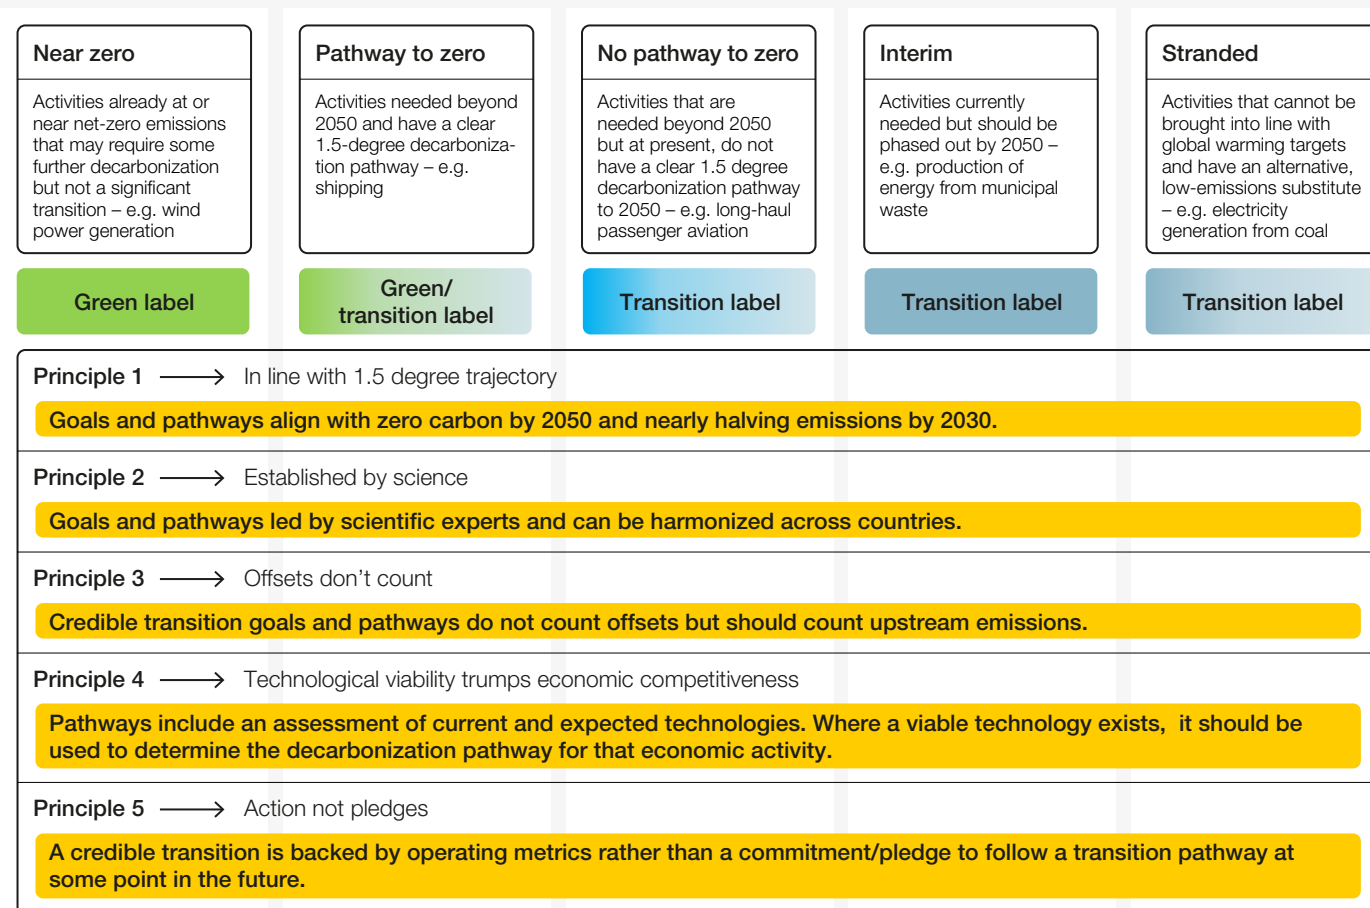 Near zero
Activities already at or
near net-zero emissions
that may require some
further decarbonization
but not a significant
transition – e.g. wind
power generation
Green label
Pathway to zero
Activities needed beyond
2050 and have a clear
1.5-degree decarboniza-
tion pathway – e.g.
shipping
Green/
transition label
No pathway to zero
Activities that are
needed beyond 2050
but at present, do not
have a clear 1.5 degree
decarbonization pathway
to 2050 – e.g. long-haul
passenger aviation
Transition label
Interim
Activities currently
needed but should be
phased out by 2050 –
e.g. production of
energy from municipal
waste
Transition label
Stranded
Activities that cannot be
brought into line with
global warming targets
and have an alternative,
low-emissions substitute
– e.g. electricity
generation from coal
Transition label
Principle 1 ⟶ In line with 1.5 degree trajectory
Goals and pathways align with zero carbon by 2050 and nearly halving emissions by 2030.
Principle 2 ⟶ Established by science
Goals and pathways led by scientific experts and can be harmonized across countries.
Principle 3 ⟶ Offsets don’t count
Credible transition goals and pathways do not count offsets but should count upstream emissions.
Principle 4 ⟶ Technological viability trumps economic competitiveness
Pathways include an assessment of current and expected technologies. Where a viable technology exists, it should be
used to determine the decarbonization pathway for that economic activity.
Principle 5 ⟶ Action not pledges
A credible transition is backed by operating metrics rather than a commitment/pledge to follow a transition pathway at
some point in the future.